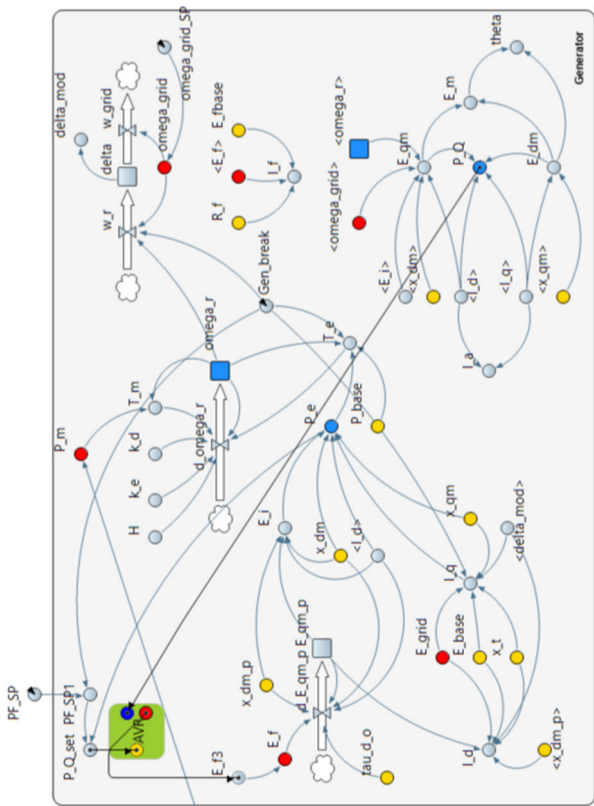 omega_grid_SP
theta
Generator
delta_mod
w_grid
omega_grid
E_fbase
<E_f>
I_f
R_f
delta
w_r
E_m
<omega_r>
E_qm
P_Q
E_dm
<omega_grid>
Gen_break
<E_i>
<x_dm>
<I_d>
<I_q>
<x_qm>
omega_r
T_e
I_a
P_m
T_m
k_d
k_e
H
d_omega_r
P_e
P_base
E_i
x_dm
<I_d>
x_qm
I_q
<delta_mod>
PF_SP
PF_SP1
P_Q_set
AVR
x_dm_p
E_qm_p
d_E_qm_p
E_f
E_f3
tau_d_o
E_grid
E_base
x_t
I_d
<x_dm_p>